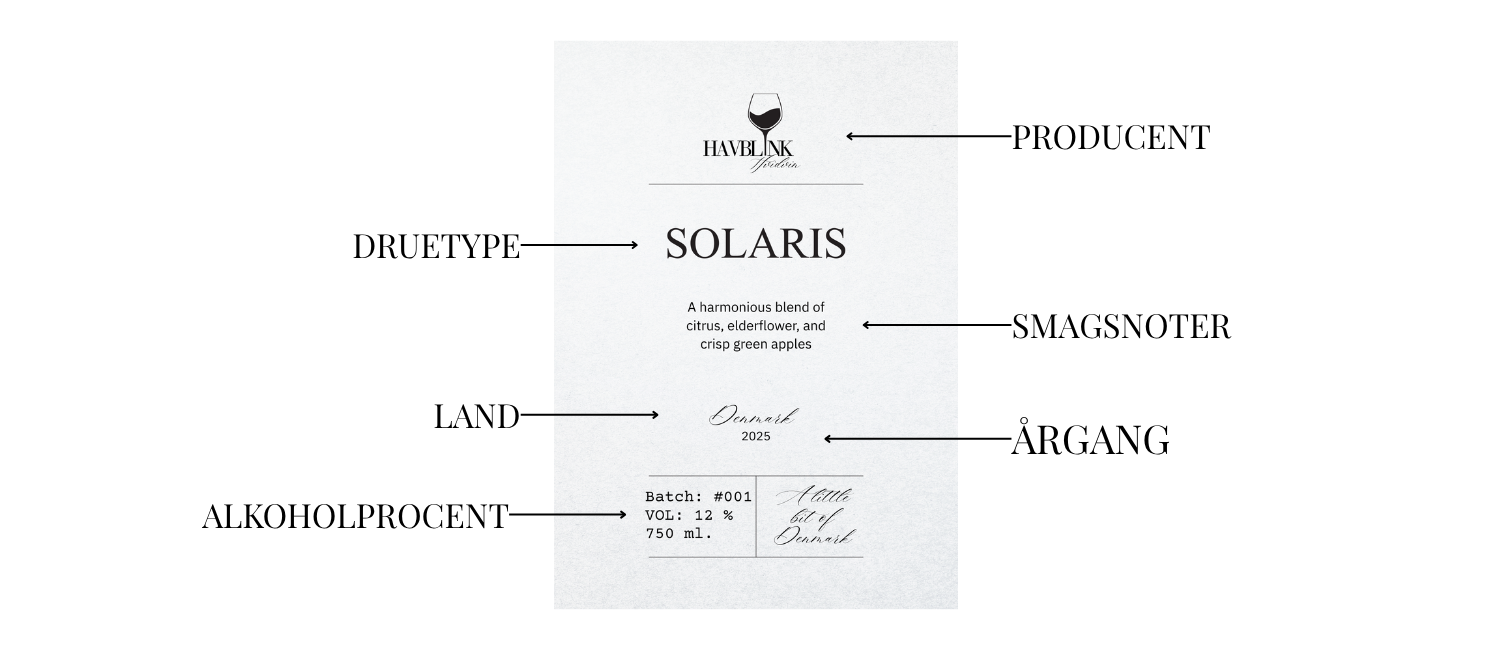 HAVBLINK
Hvidvin
PRODUCENT
DRUETYPE
SOLARIS
A harmonious blend of
citrus, elderflower, and
crisp green apples
SMAGSNOTER
LAND
Denmark
2025
ÅRGANG
ALKOHOLPROCENT
Batch: #001
VOL: 12 %
750 ml.
A little
bit of
Denmark